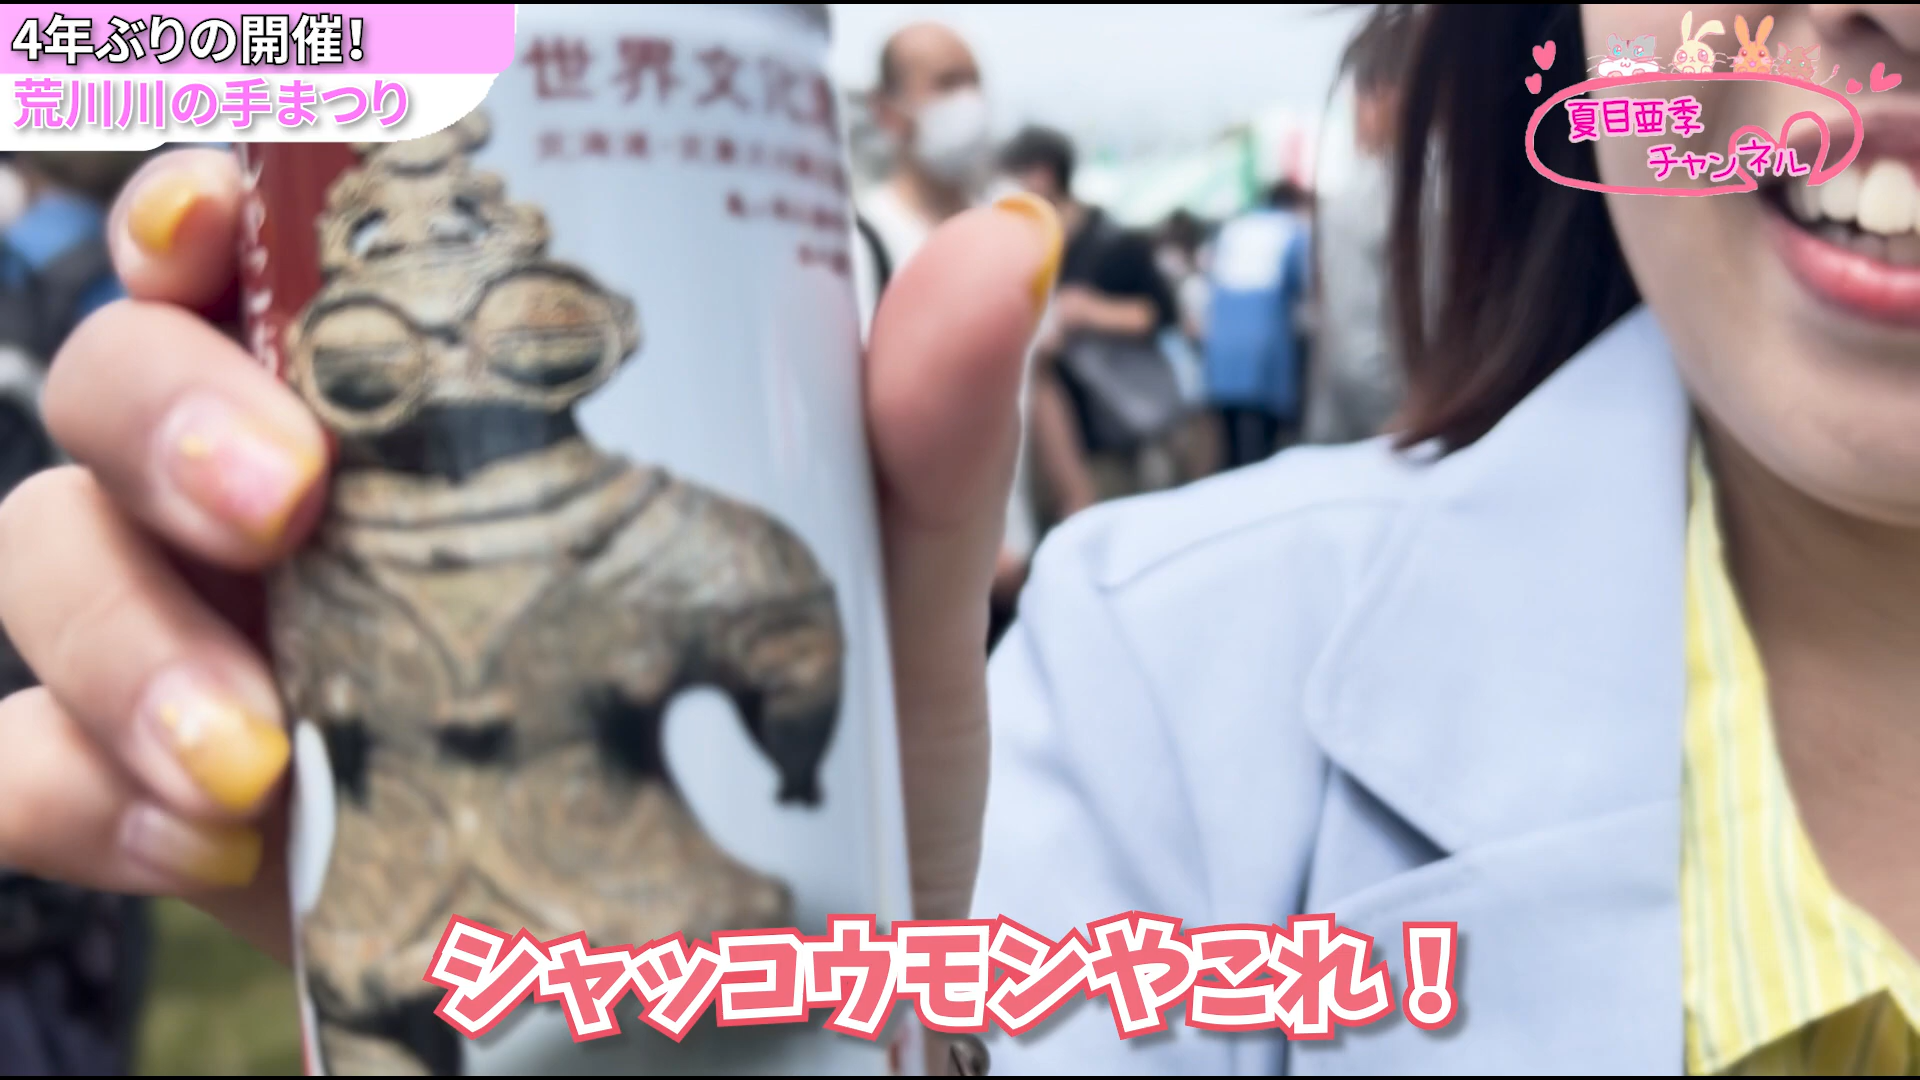 4年ぶりの開催！
荒川川の手まつり
夏目亜季
チャンネル
世界文化
シャッコウモンやこれ！